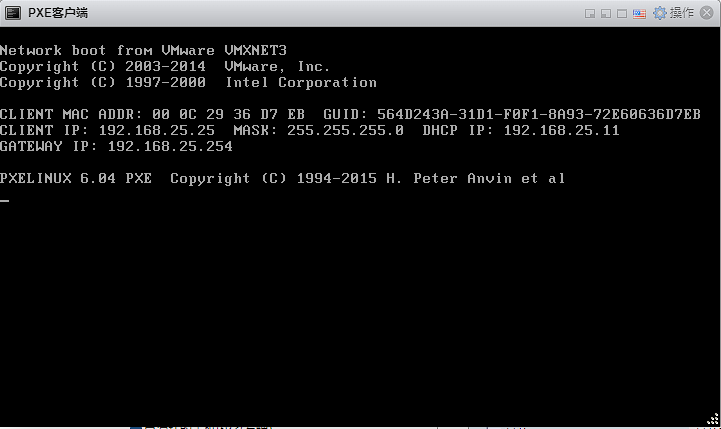 PXE客户端
操作
Network boot from VMware VMXNET3
Copyright (C) 2003-2014  VMware, Inc.
Copyright (C) 1997-2000  Intel Corporation
CLIENT MAC ADDR: 00 0C 29 36 D7 EB  GUID: 564D243A-31D1-F0F1-8A93-72E60636D7EB
CLIENT IP: 192.168.25.25  MASK: 255.255.255.0  DHCP IP: 192.168.25.11
GATEWAY IP: 192.168.25.254
PXELINUX 6.04 PXE  Copyright (C) 1994-2015 H. Peter Anvin et al